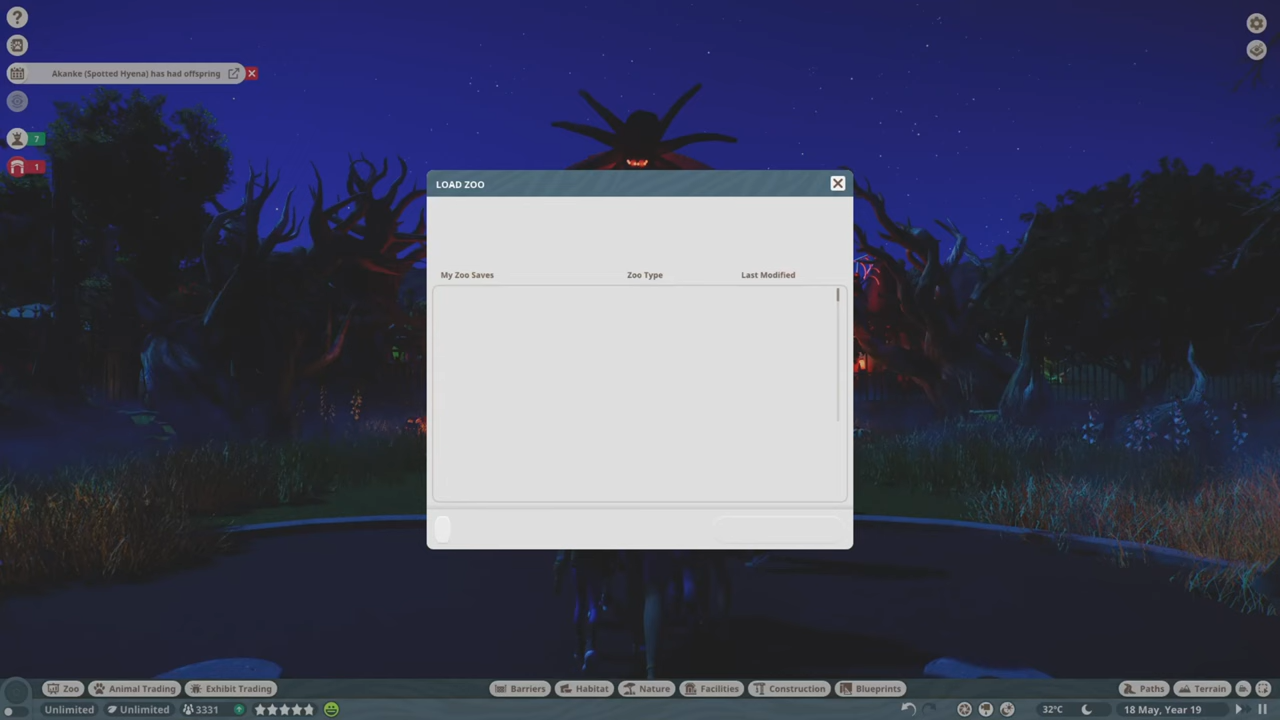 ?
Akanke (Spotted Hyena) has had offspring
7
1
LOAD ZOO
My Zoo Saves Zoo Type Last Modified
Zoo Animal Trading Exhibit Trading Barriers Habitat Nature Facilities Construction Blueprints Paths Terrain
Unlimited Unlimited 3331 32°C 18 May, Year 19